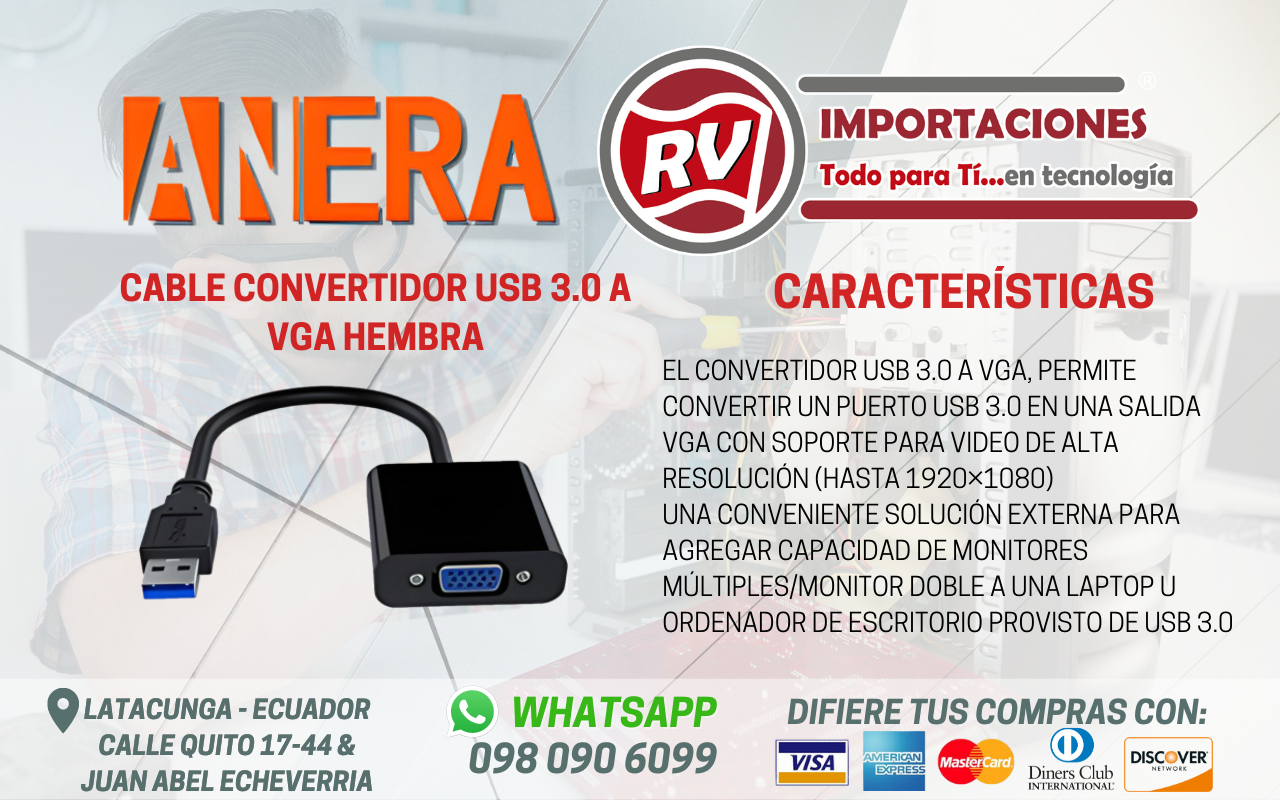 ANERA
RV
®
IMPORTACIONES
Todo para Tí...en tecnología
CABLE CONVERTIDOR USB 3.0 A
VGA HEMBRA
CARACTERÍSTICAS
EL CONVERTIDOR USB 3.0 A VGA, PERMITE
CONVERTIR UN PUERTO USB 3.0 EN UNA SALIDA
VGA CON SOPORTE PARA VIDEO DE ALTA
RESOLUCIÓN (HASTA 1920×1080)
UNA CONVENIENTE SOLUCIÓN EXTERNA PARA
AGREGAR CAPACIDAD DE MONITORES
MÚLTIPLES/MONITOR DOBLE A UNA LAPTOP U
ORDENADOR DE ESCRITORIO PROVISTO DE USB 3.0
LATACUNGA - ECUADOR
CALLE QUITO 17-44 &
JUAN ABEL ECHEVERRIA
WHATSAPP
098 090 6099
DIFIERE TUS COMPRAS CON:
VISA
AMERICAN
EXPRESS
MasterCard
Diners Club
INTERNATIONAL
DISCOVER
NETWORK